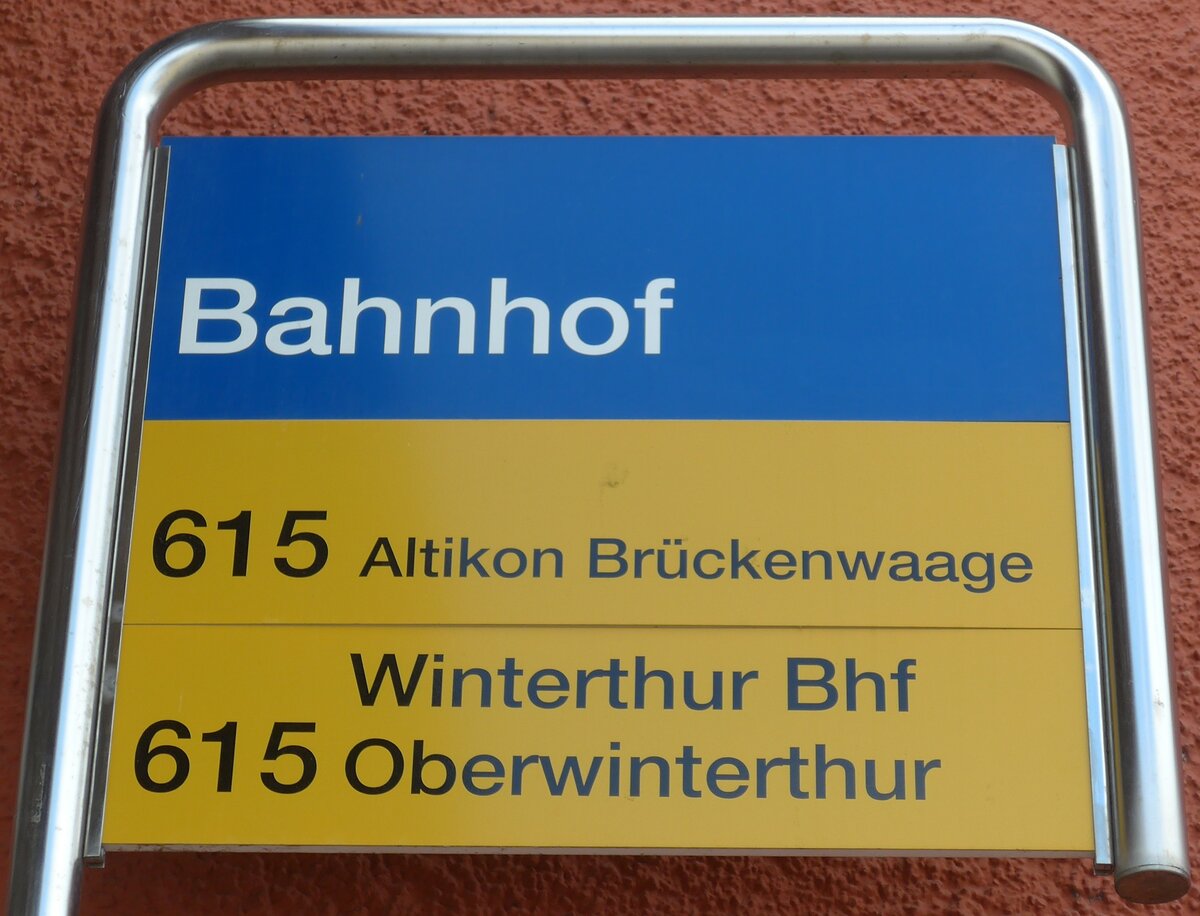 Bahnhof
615 Altikon Brückenwaage
Winterthur Bhf
615 Oberwinterthur